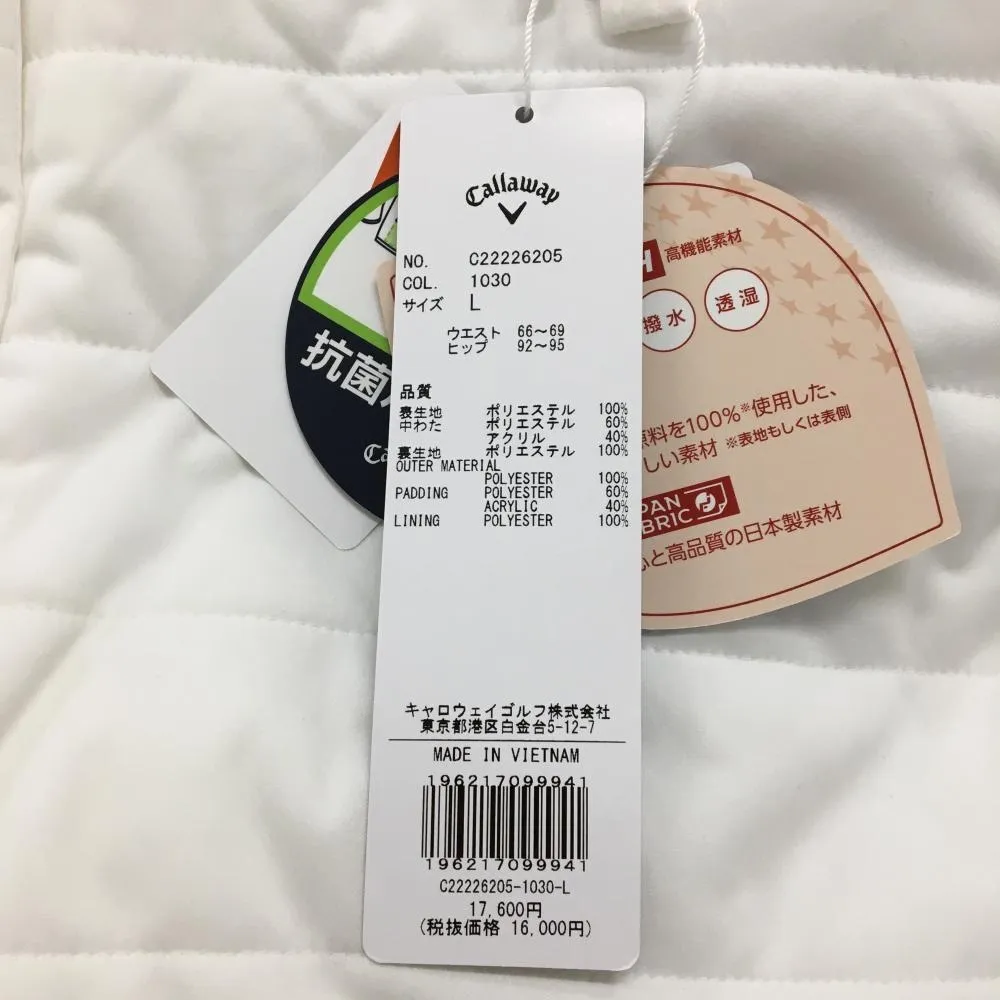 Callaway
NO. C22226205
COL. 1030
サイズ L
ウエスト 66～69
ヒップ 92～95
品質
表生地 ポリエステル 100%
中わた ポリエステル 60%
アクリル 40%
裏生地 ポリエステル 100%
OUTER MATERIAL
POLYESTER 100%
PADDING POLYESTER 60%
ACRYLIC 40%
LINING POLYESTER 100%
キャロウェイゴルフ株式会社
東京都港区白金台5-12-7
MADE IN VIETNAM
196217099941
196217099941
C22226205-1030-L
17,600円
(税抜価格 16,000円)
抗菌
Ca
H 高機能素材
撥水 透湿
料を100%※使用した、
しい素材 ※表地もしくは表側
PAN
BRIC
と高品質の日本製素材